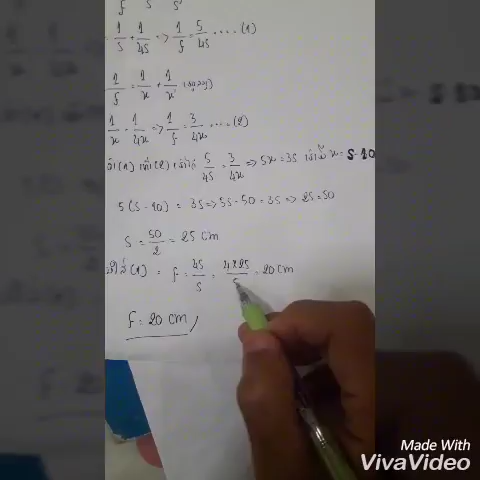 f s s'
= 1/s + 1/4s => 1/f = 5/4s .... (1)
1/f = 1/x + 1/x'
1/x - 1/4x => 1/f = 3/4x .... (2)
5/4s = 3/4x => 5x = 3s x = s-10
5(s-10) = 3s => 5s-50 = 3s => 2s = 50
s = 50/2 = 25 cm
(1) = f = 4s/5 = 4x25/5 = 20 cm
f = 20 cm,
Made With
VivaVideo